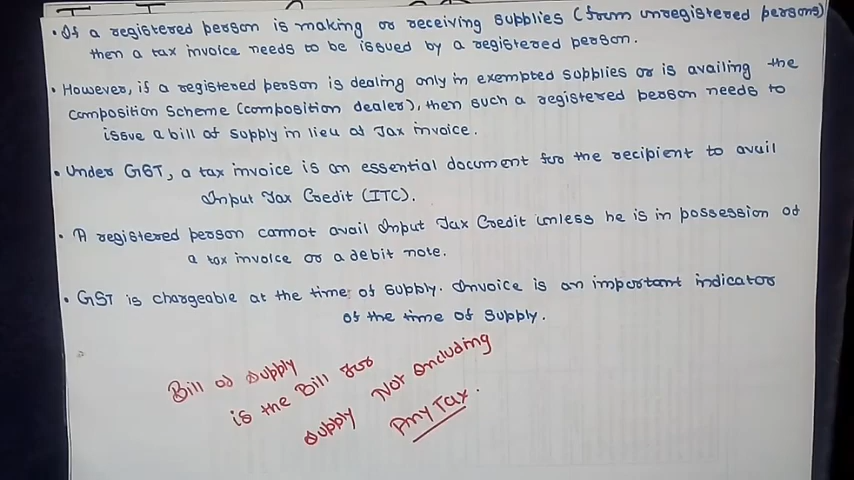 • If a registered person is making or receiving supplies (from unregistered persons)
then a tax invoice needs to be issued by a registered person.
• However, if a registered person is dealing only in exempted supplies or is availing the
composition scheme (composition dealer), then such a registered person needs to
issue a bill of supply in lieu of Tax invoice.
• Under GST, a tax invoice is an essential document for the recipient to avail
Input Tax Credit (ITC).
• A registered person cannot avail Input Tax Credit unless he is in possession of
a tax invoice or a debit note.
• GST is chargeable at the time of supply. Invoice is an important indicator
of the time of supply.
Bill of Supply
is the Bill for
Supply Not Including
Any Tax.